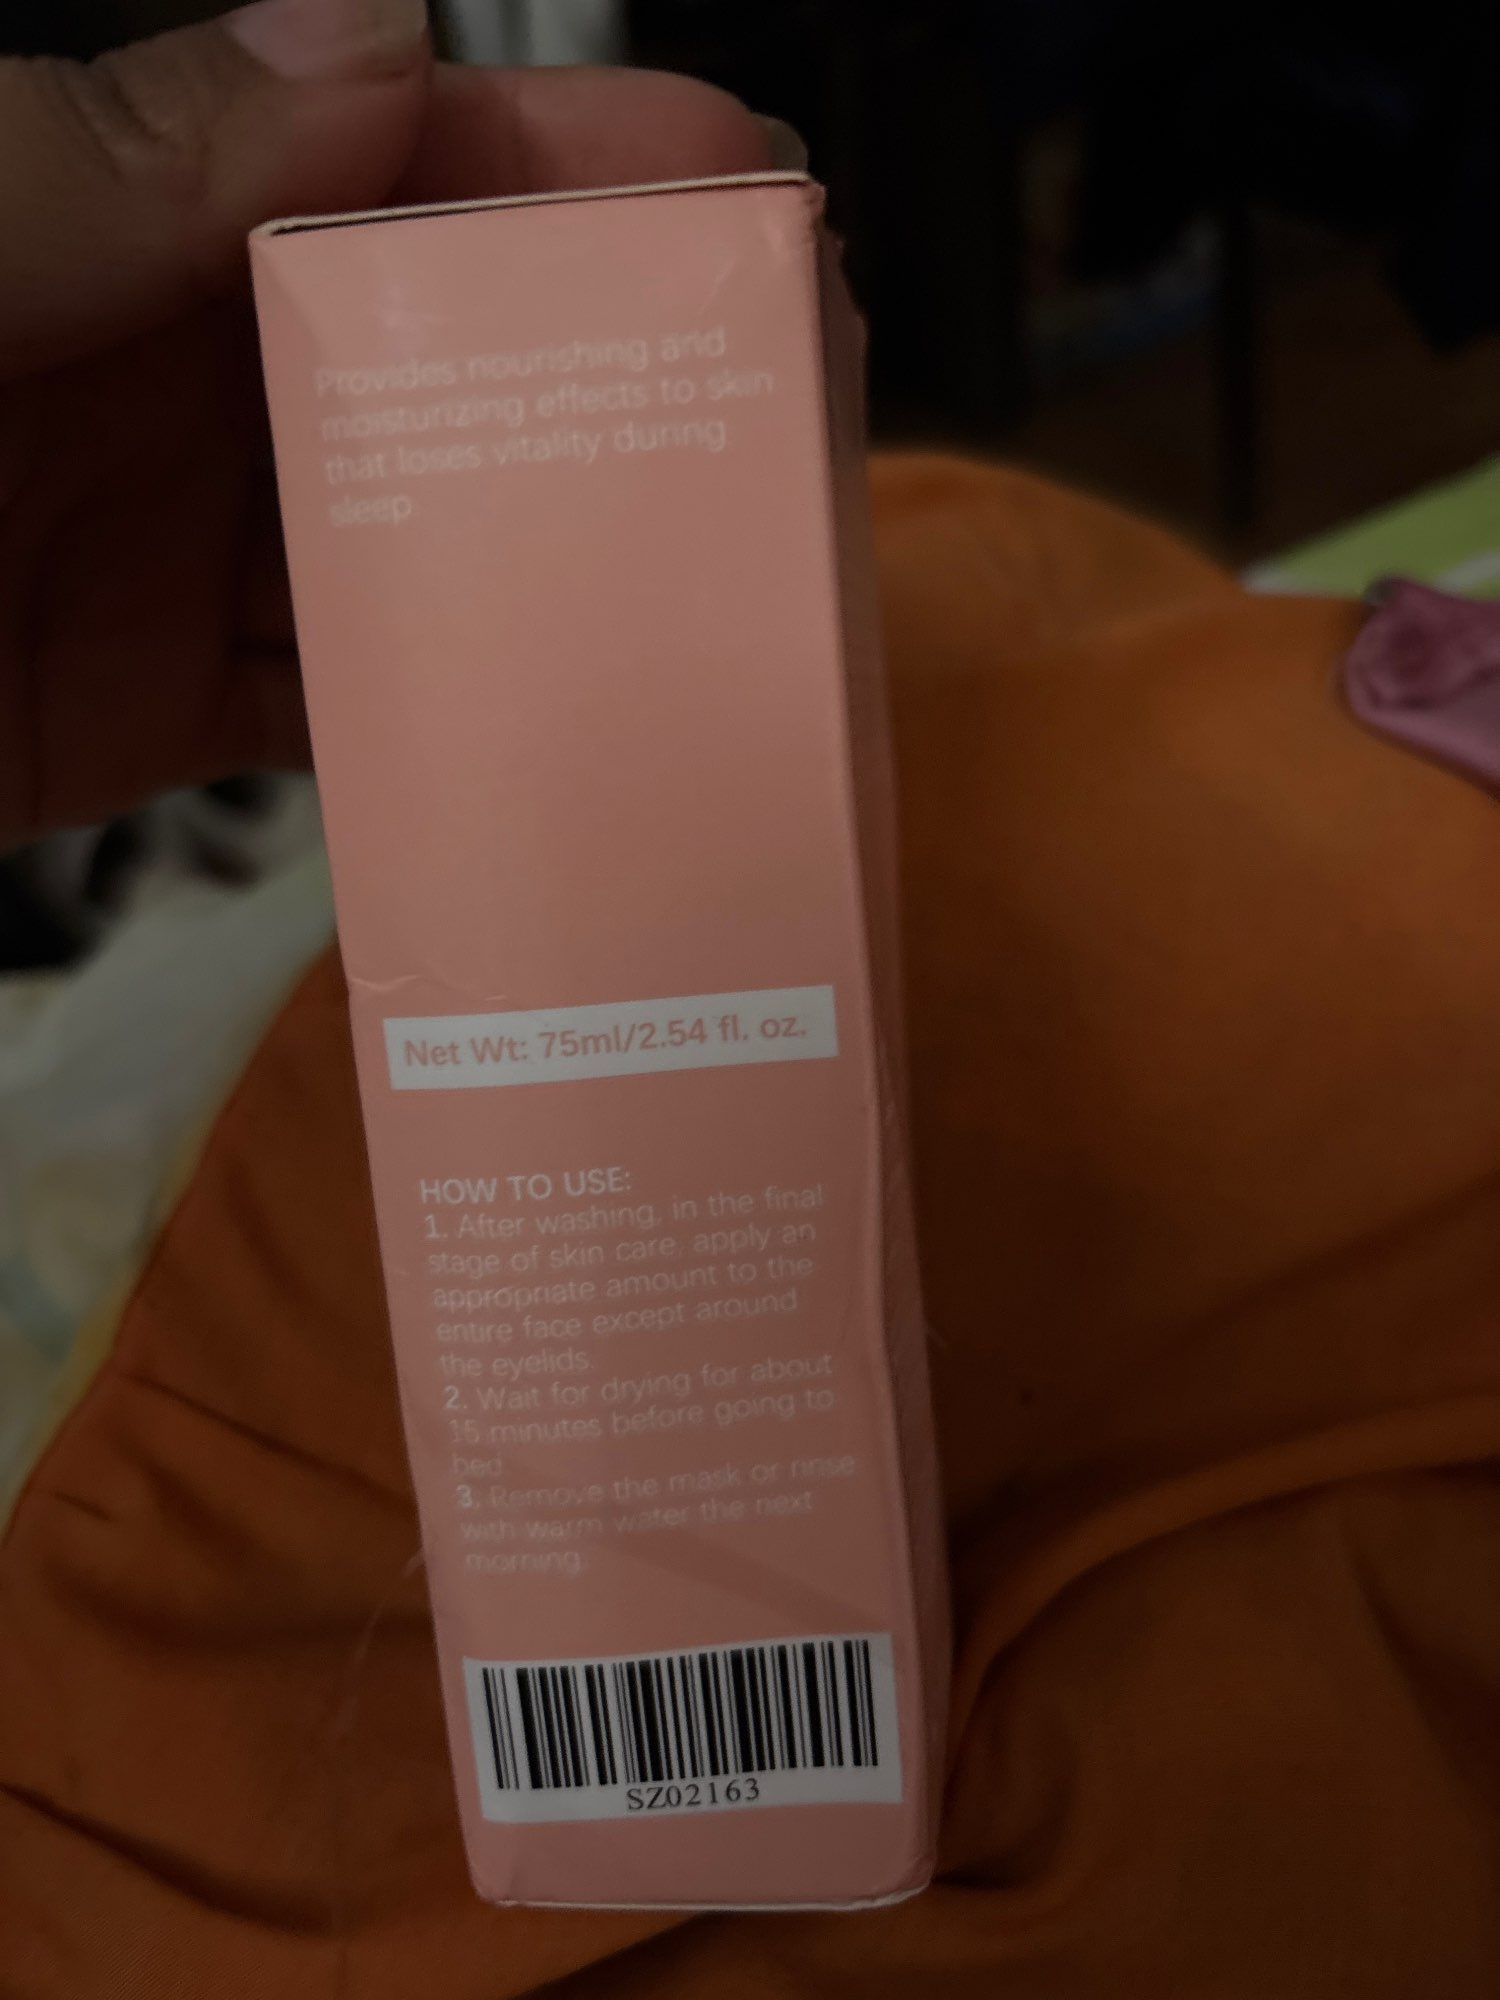 Provides nourishing and
moisturizing effects to skin
that loses vitality during
sleep
Net Wt: 75ml/2.54 fl. oz.
HOW TO USE:
1. After washing, in the final
stage of skin care, apply an
appropriate amount to the
entire face except around
the eyelids.
2. Wait for drying for about
15 minutes before going to
bed.
3. Remove the mask or rinse
with warm water the next
morning.
SZ02163